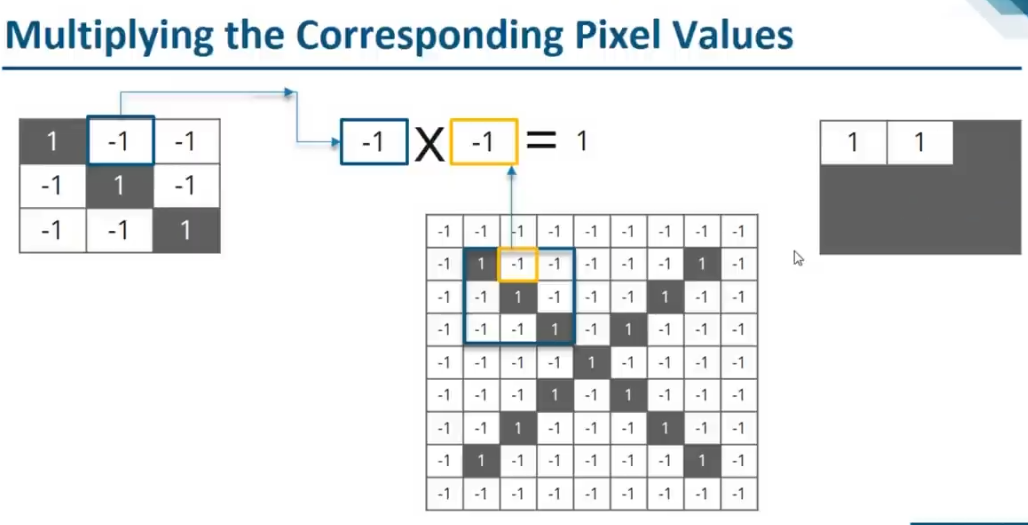 Multiplying the Corresponding Pixel Values
1 -1 -1
-1 1 -1
-1 -1 1
-1 X -1 = 1
1 1
-1 -1 -1 -1 -1 -1 -1 -1 -1
-1 1 -1 -1 -1 -1 -1 1 -1
-1 -1 1 -1 -1 -1 1 -1 -1
-1 -1 -1 1 -1 1 -1 -1 -1
-1 -1 -1 -1 1 -1 -1 -1 -1
-1 -1 -1 1 -1 1 -1 -1 -1
-1 -1 1 -1 -1 -1 1 -1 -1
-1 1 -1 -1 -1 -1 -1 1 -1
-1 -1 -1 -1 -1 -1 -1 -1 -1